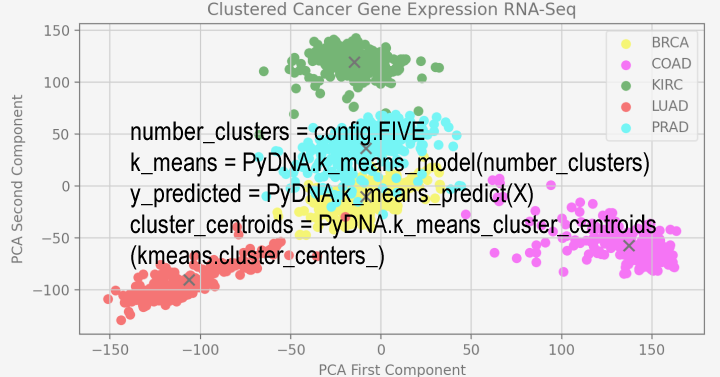 Clustered Cancer Gene Expression RNA-Seq
PCA Second Component
150
100
50
0
−50
−100
BRCA
COAD
KIRC
LUAD
PRAD
number_clusters = config.FIVE
k_means = PyDNA.k_means_model(number_clusters)
y_predicted = PyDNA.k_means_predict(X)
cluster_centroids = PyDNA.k_means_cluster_centroids
(kmeans.cluster_centers_)
−150 −100 −50 0 50 100 150
PCA First Component